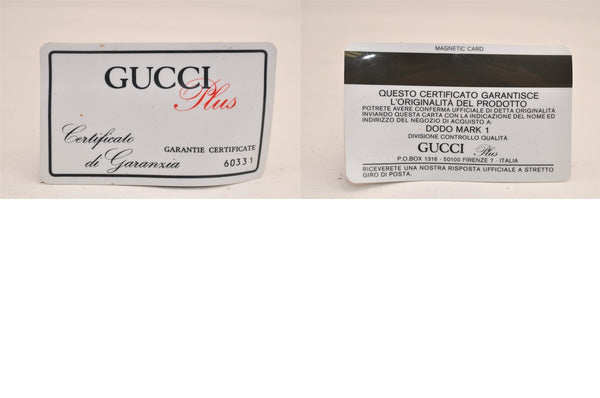 GUCCI
Plus
Certificato
di Garanzia
GARANTIE CERTIFICATE
60331
MAGNETIC CARD
QUESTO CERTIFICATO GARANTISCE
L'ORIGINALITÀ DEL PRODOTTO
POTRETE AVERE CONFERMA UFFICIALE DI DETTA ORIGINALITÀ
INVIANDO QUESTA CARTA CON LA INDICAZIONE DEL NOME ED
INDIRIZZO DEL NEGOZIO DI ACQUISTO A:
DODO MARK 1
DIVISIONE CONTROLLO QUALITÀ
GUCCI Plus
P.O.BOX 1316 - 50100 FIRENZE 7 - ITALIA
RICEVERETE UNA NOSTRA RISPOSTA UFFICIALE A STRETTO
GIRO DI POSTA.